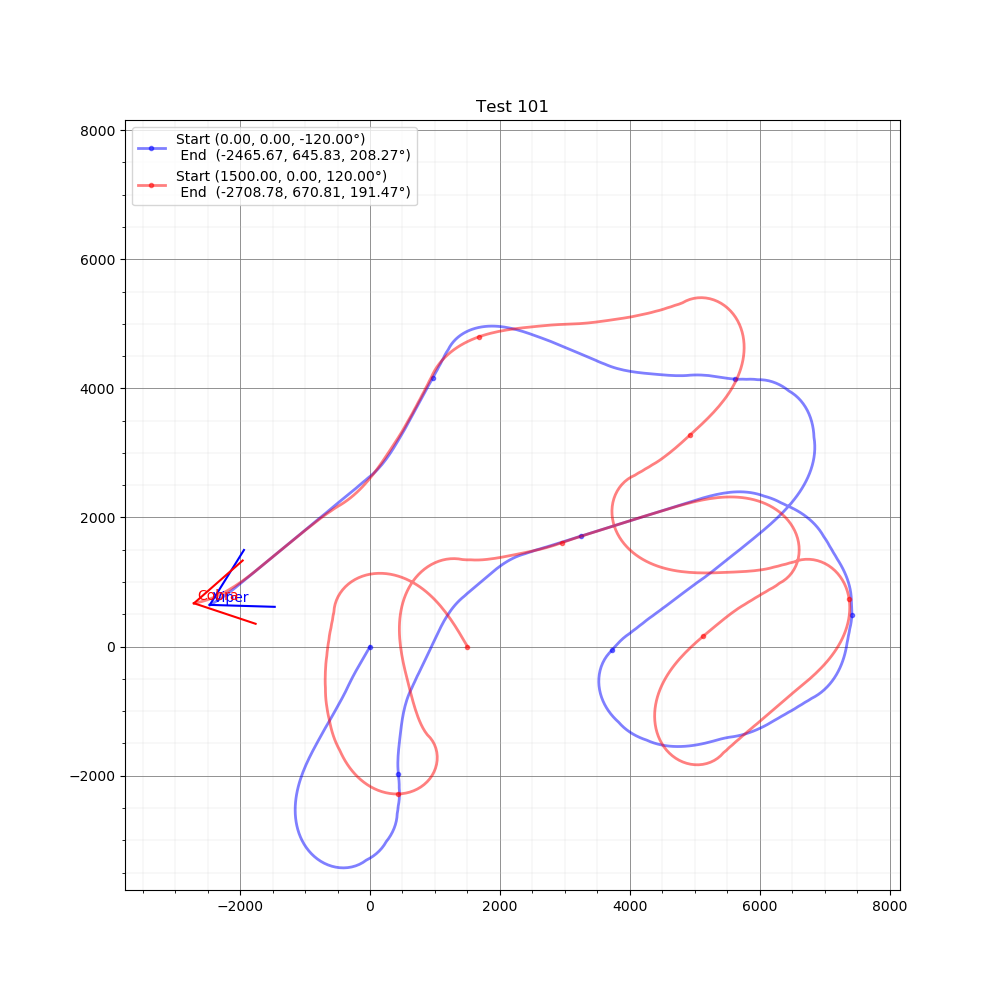 Test 101
Start (0.00, 0.00, -120.00°)
End (-2465.67, 645.83, 208.27°)
Start (1500.00, 0.00, 120.00°)
End (-2708.78, 670.81, 191.47°)
8000
6000
4000
2000
0
−2000
Cobra
Viper
−2000
0
2000
4000
6000
8000